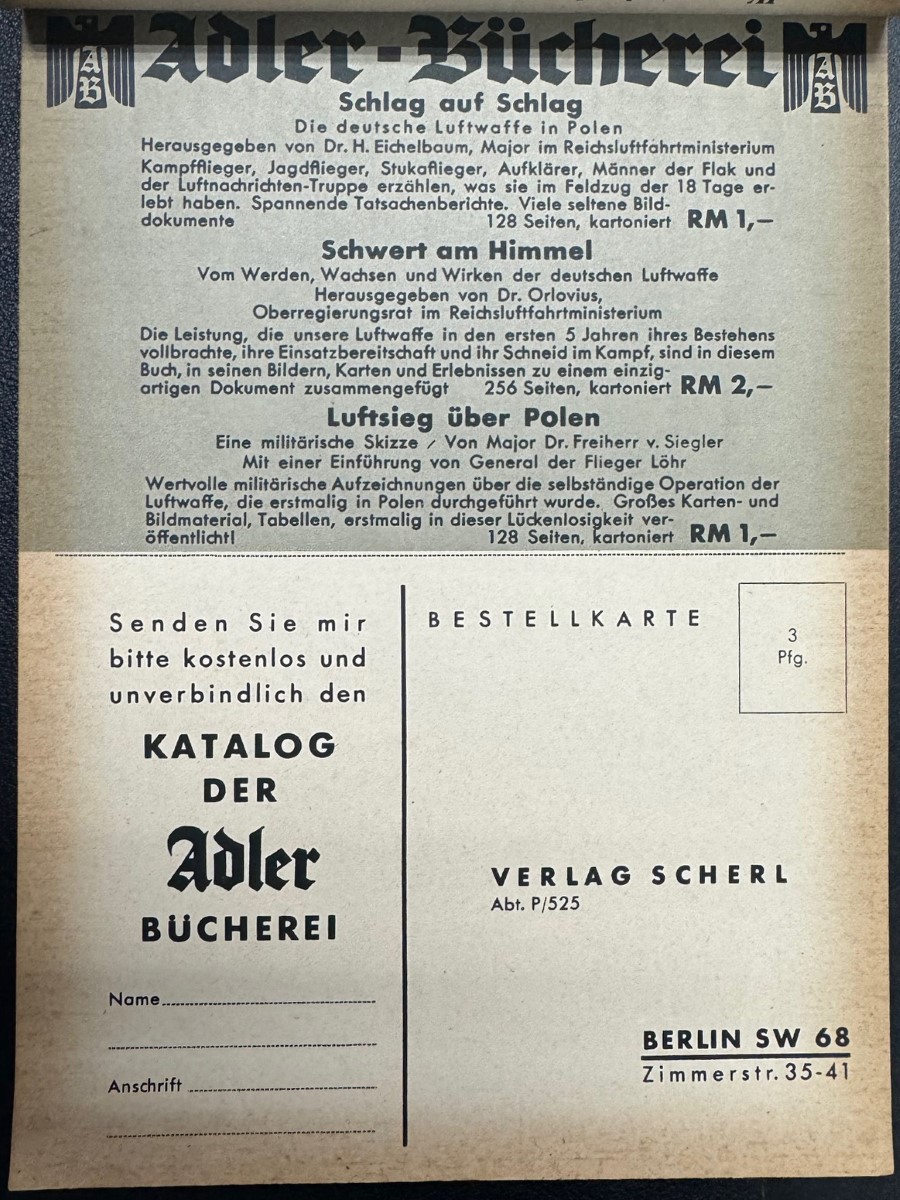 Adler-Bücherei
AB
AB
Schlag auf Schlag
Die deutsche Luftwaffe in Polen
Herausgegeben von Dr. H. Eichelbaum, Major im Reichsluftfahrtministerium
Kampfflieger, Jagdflieger, Stukaflieger, Aufklärer, Männer der Flak und
der Luftnachrichten-Truppe erzählen, was sie im Feldzug der 18 Tage er-
lebt haben. Spannende Tatsachenberichte. Viele seltene Bild-
dokumente 128 Seiten, kartoniert RM 1,—
Schwert am Himmel
Vom Werden, Wachsen und Wirken der deutschen Luftwaffe
Herausgegeben von Dr. Orlovius,
Oberregierungsrat im Reichsluftfahrtministerium
Die Leistung, die unsere Luftwaffe in den ersten 5 Jahren ihres Bestehens
vollbrachte, ihre Einsatzbereitschaft und ihr Schneid im Kampf, sind in diesem
Buch, in seinen Bildern, Karten und Erlebnissen zu einem einzig-
artigen Dokument zusammengefügt 256 Seiten, kartoniert RM 2,—
Luftsieg über Polen
Eine militärische Skizze / Von Major Dr. Freiherr v. Siegler
Mit einer Einführung von General der Flieger Löhr
Wertvolle militärische Aufzeichnungen über die selbständige Operation der
Luftwaffe, die erstmalig in Polen durchgeführt wurde. Großes Karten- und
Bildmaterial, Tabellen, erstmalig in dieser Lückenlosigkeit ver-
öffentlicht! 128 Seiten, kartoniert RM 1,—
Senden Sie mir
bitte kostenlos und
unverbindlich den
KATALOG
DER
Adler
BÜCHEREI
Name
Anschrift
BESTELLKARTE
3
Pfg.
VERLAG SCHERL
Abt. P/525
BERLIN SW 68
Zimmerstr. 35-41